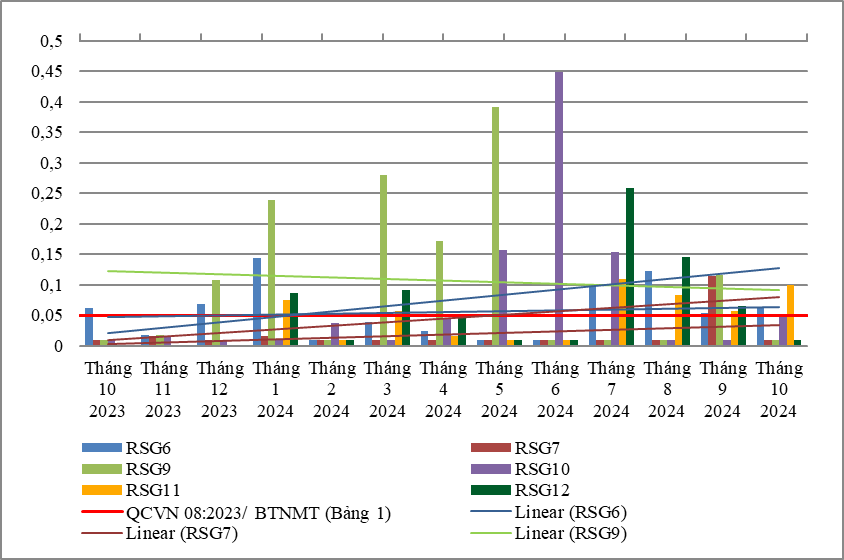 0,5
0,45
0,4
0,35
0,3
0,25
0,2
0,15
0,1
0,05
0
Tháng Tháng Tháng Tháng Tháng Tháng Tháng Tháng Tháng Tháng Tháng Tháng Tháng
10 11 12 1 2 3 4 5 6 7 8 9 10
2023 2023 2023 2024 2024 2024 2024 2024 2024 2024 2024 2024 2024
RSG6 RSG7
RSG9 RSG10
RSG11 RSG12
QCVN 08:2023/ BTNMT (Bảng 1) Linear (RSG6)
Linear (RSG7) Linear (RSG9)